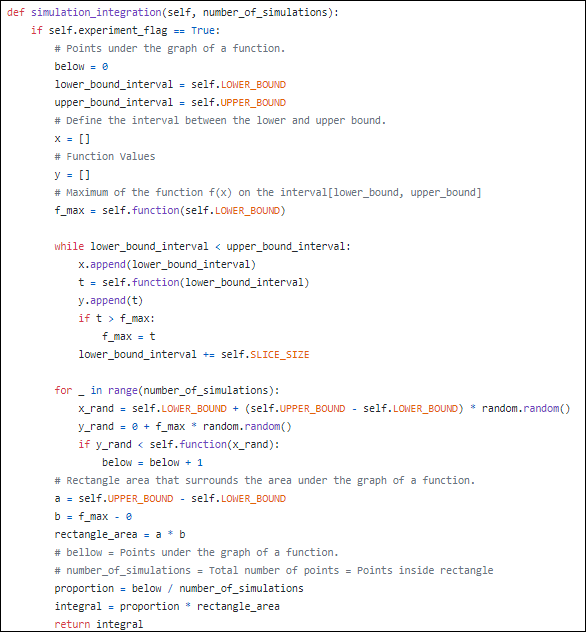 def simulation_integration(self, number_of_simulations):
    if self.experiment_flag == True:
        # Points under the graph of a function.
        below = 0
        lower_bound_interval = self.LOWER_BOUND
        upper_bound_interval = self.UPPER_BOUND
        # Define the interval between the lower and upper bound.
        x = []
        # Function Values
        y = []
        # Maximum of the function f(x) on the interval[lower_bound, upper_bound]
        f_max = self.function(self.LOWER_BOUND)

        while lower_bound_interval < upper_bound_interval:
            x.append(lower_bound_interval)
            t = self.function(lower_bound_interval)
            y.append(t)
            if t > f_max:
                f_max = t
            lower_bound_interval += self.SLICE_SIZE

        for _ in range(number_of_simulations):
            x_rand = self.LOWER_BOUND + (self.UPPER_BOUND - self.LOWER_BOUND) * random.random()
            y_rand = 0 + f_max * random.random()
            if y_rand < self.function(x_rand):
                below = below + 1
        # Rectangle area that surrounds the area under the graph of a function.
        a = self.UPPER_BOUND - self.LOWER_BOUND
        b = f_max - 0
        rectangle_area = a * b
        # bellow = Points under the graph of a function.
        # number_of_simulations = Total number of points = Points inside rectangle
        proportion = below / number_of_simulations
        integral = proportion * rectangle_area
        return integral